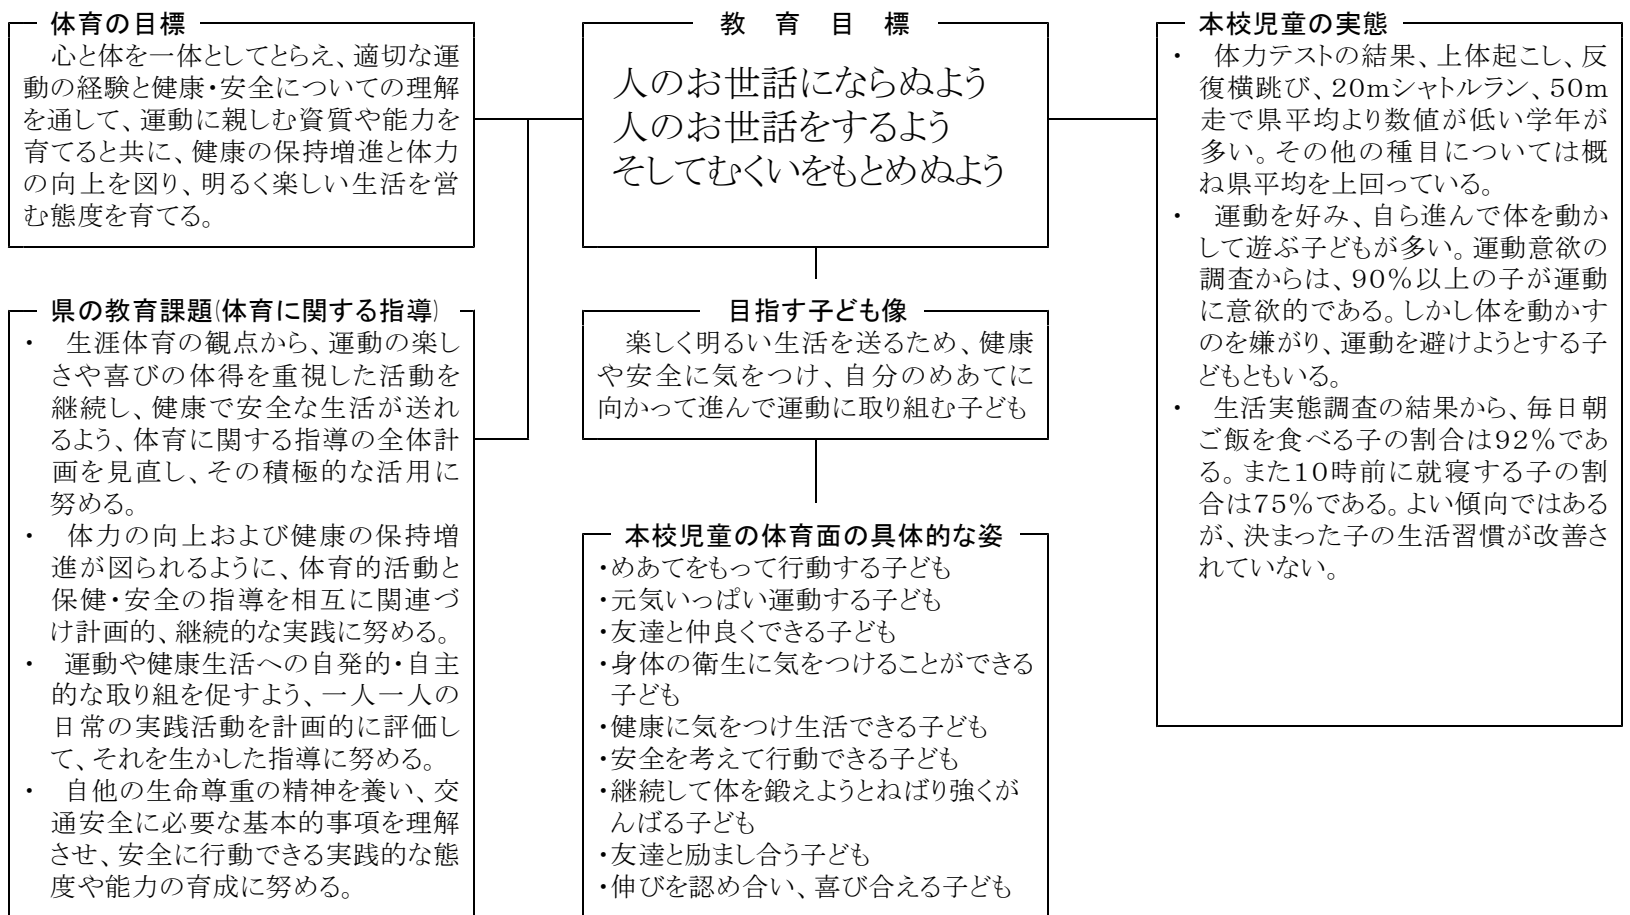 体育の目標
心と体を一体としてとらえ、適切な運
動の経験と健康・安全についての理解
を通して、運動に親しむ資質や能力を
育てると共に、健康の保持増進と体力
の向上を図り、明るく楽しい生活を営
む態度を育てる。
県の教育課題(体育に関する指導)
・ 生涯体育の観点から、運動の楽し
さや喜びの体得を重視した活動を
継続し、健康で安全な生活が送れ
るよう、体育に関する指導の全体計
画を見直し、その積極的な活用に
努める。
・ 体力の向上および健康の保持増
進が図られるように、体育的活動と
保健・安全の指導を相互に関連づ
け計画的、継続的な実践に努める。
・ 運動や健康生活への自発的・自主
的な取り組を促すよう、一人一人の
日常の実践活動を計画的に評価し
て、それを生かした指導に努める。
・ 自他の生命尊重の精神を養い、交
通安全に必要な基本的事項を理解
させ、安全に行動できる実践的な態
度や能力の育成に努める。
教 育 目 標
人のお世話にならぬよう
人のお世話をするよう
そしてむくいをもとめぬよう
目指す子ども像
楽しく明るい生活を送るため、健康
や安全に気をつけ、自分のめあてに
向かって進んで運動に取り組む子ども
本校児童の体育面の具体的な姿
・めあてをもって行動する子ども
・元気いっぱい運動する子ども
・友達と仲良くできる子ども
・身体の衛生に気をつけることができる
子ども
・健康に気をつけ生活できる子ども
・安全を考えて行動できる子ども
・継続して体を鍛えようとねばり強くが
んばる子ども
・友達と励まし合う子ども
・伸びを認め合い、喜び合える子ども
本校児童の実態
・ 体力テストの結果、上体起こし、反
復横跳び、20mシャトルラン、50m
走で県平均より数値が低い学年が
多い。その他の種目については概
ね県平均を上回っている。
・ 運動を好み、自ら進んで体を動か
して遊ぶ子どもが多い。運動意欲の
調査からは、90%以上の子が運動
に意欲的である。しかし体を動かす
のを嫌がり、運動を避けようとする子
どもともいる。
・ 生活実態調査の結果から、毎日朝
ご飯を食べる子の割合は92%であ
る。また10時前に就寝する子の割
合は75%である。よい傾向ではある
が、決まった子の生活習慣が改善さ
れていない。